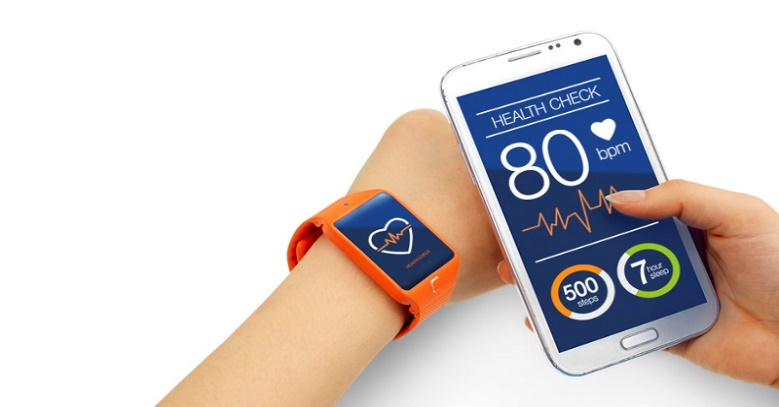 HEALTH CHECK
80
bpm
500
steps
7 hour
sleep